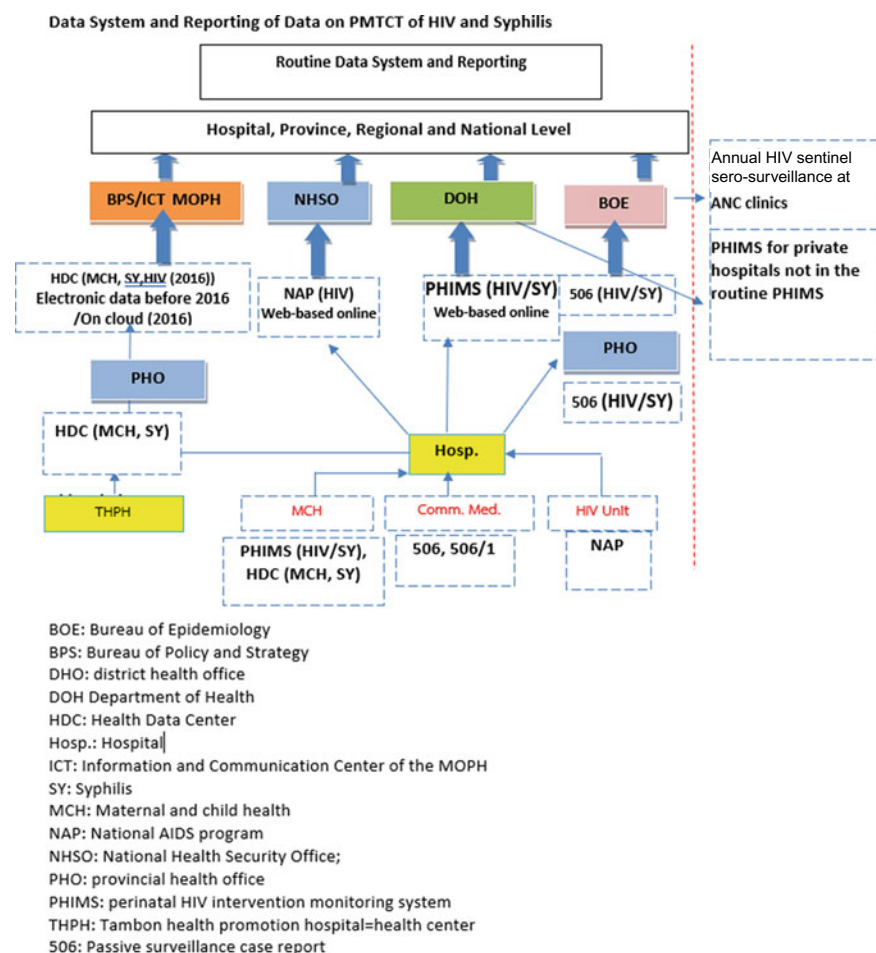 Data System and Reporting of Data on PMTCT of HIV and Syphilis
Routine Data System and Reporting
Hospital, Province, Regional and National Level
BPS/ICT MOPH
NHSO
DOH
BOE
Annual HIV sentinel
sero-surveillance at
ANC clinics
PHIMS for private
hospitals not in the
routine PHIMS
HDC (MCH, SY,HIV (2016))
Electronic data before 2016
/On cloud (2016)
NAP (HIV)
Web-based online
PHIMS (HIV/SY)
Web-based online
506 (HIV/SY)
PHO
PHO
506 (HIV/SY)
HDC (MCH, SY)
Hosp.
THPH
MCH
Comm. Med.
HIV Unit
PHIMS (HIV/SY),
HDC (MCH, SY)
506, 506/1
NAP
BOE: Bureau of Epidemiology
BPS: Bureau of Policy and Strategy
DHO: district health office
DOH Department of Health
HDC: Health Data Center
Hosp.: Hospital
ICT: Information and Communication Center of the MOPH
SY: Syphilis
MCH: Maternal and child health
NAP: National AIDS program
NHSO: National Health Security Office;
PHO: provincial health office
PHIMS: perinatal HIV intervention monitoring system
THPH: Tambon health promotion hospital=health center
506: Passive surveillance case report